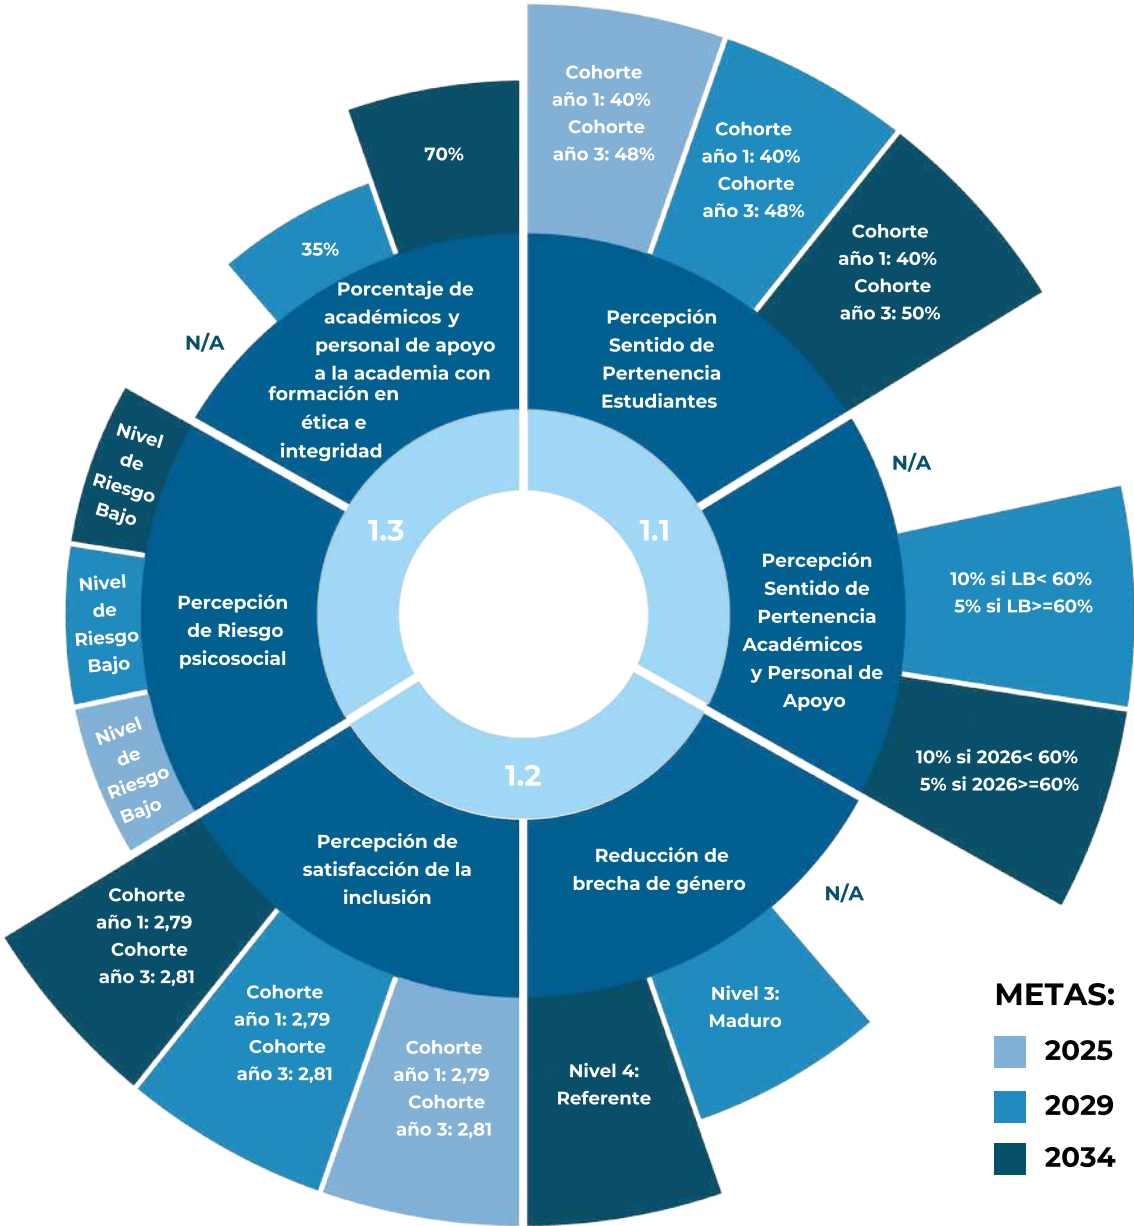 Cohorte
año 1: 40%
Cohorte
año 3: 48%
Cohorte
año 1: 40%
Cohorte
año 3: 48%
Cohorte
año 1: 40%
Cohorte
año 3: 50%
Percepción
Sentido de
Pertenencia
Estudiantes
1.1
N/A
10% si LB< 60%
5% si LB>=60%
10% si 2026< 60%
5% si 2026>=60%
Percepción
Sentido de
Pertenencia
Académicos
y Personal de
Apoyo
Reducción de
brecha de género
N/A
Nivel 3:
Maduro
Nivel 4:
Referente
1.2
Percepción de
satisfacción de la
inclusión
Cohorte
año 1: 2,79
Cohorte
año 3: 2,81
Cohorte
año 1: 2,79
Cohorte
año 3: 2,81
Cohorte
año 1: 2,79
Cohorte
año 3: 2,81
1.3
Percepción
de Riesgo
psicosocial
Nivel
de
Riesgo
Bajo
Nivel
de
Riesgo
Bajo
Nivel
de
Riesgo
Bajo
Porcentaje de
académicos y
personal de apoyo
a la academia con
formación en
ética e
integridad
N/A
35%
70%
METAS:
2025
2029
2034